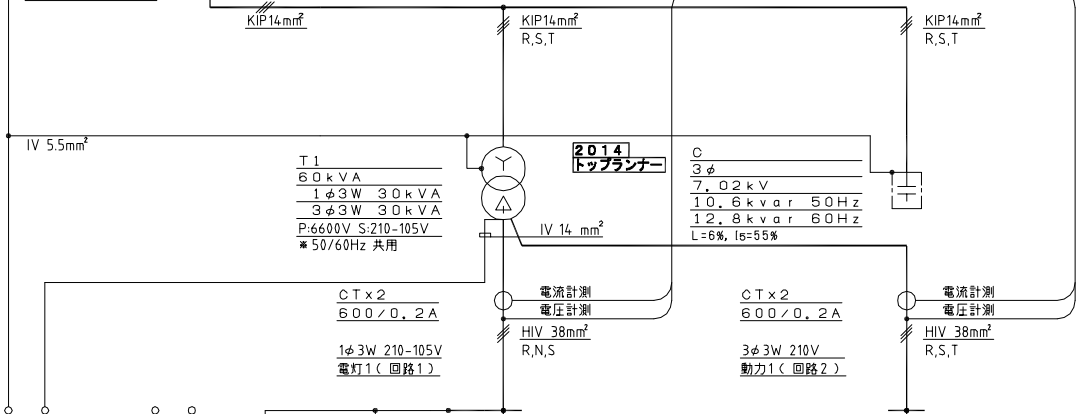 KIP14mm²
KIP14mm²
R,S,T
KIP14mm²
R,S,T
IV 5.5mm²
T1
60kVA
1φ3W 30kVA
3φ3W 30kVA
P:6600V S:210-105V
※50/60Hz 共用
2014
トップランナー
C
3φ
7.02kV
10.6kvar 50Hz
12.8kvar 60Hz
L=6%, I5=55%
IV 14 mm²
CTx2
600/0.2A
電流計測
電圧計測
HIV 38mm²
R,N,S
1φ3W 210-105V
電灯1(回路1)
CTx2
600/0.2A
電流計測
電圧計測
HIV 38mm²
R,S,T
3φ3W 210V
動力1(回路2)